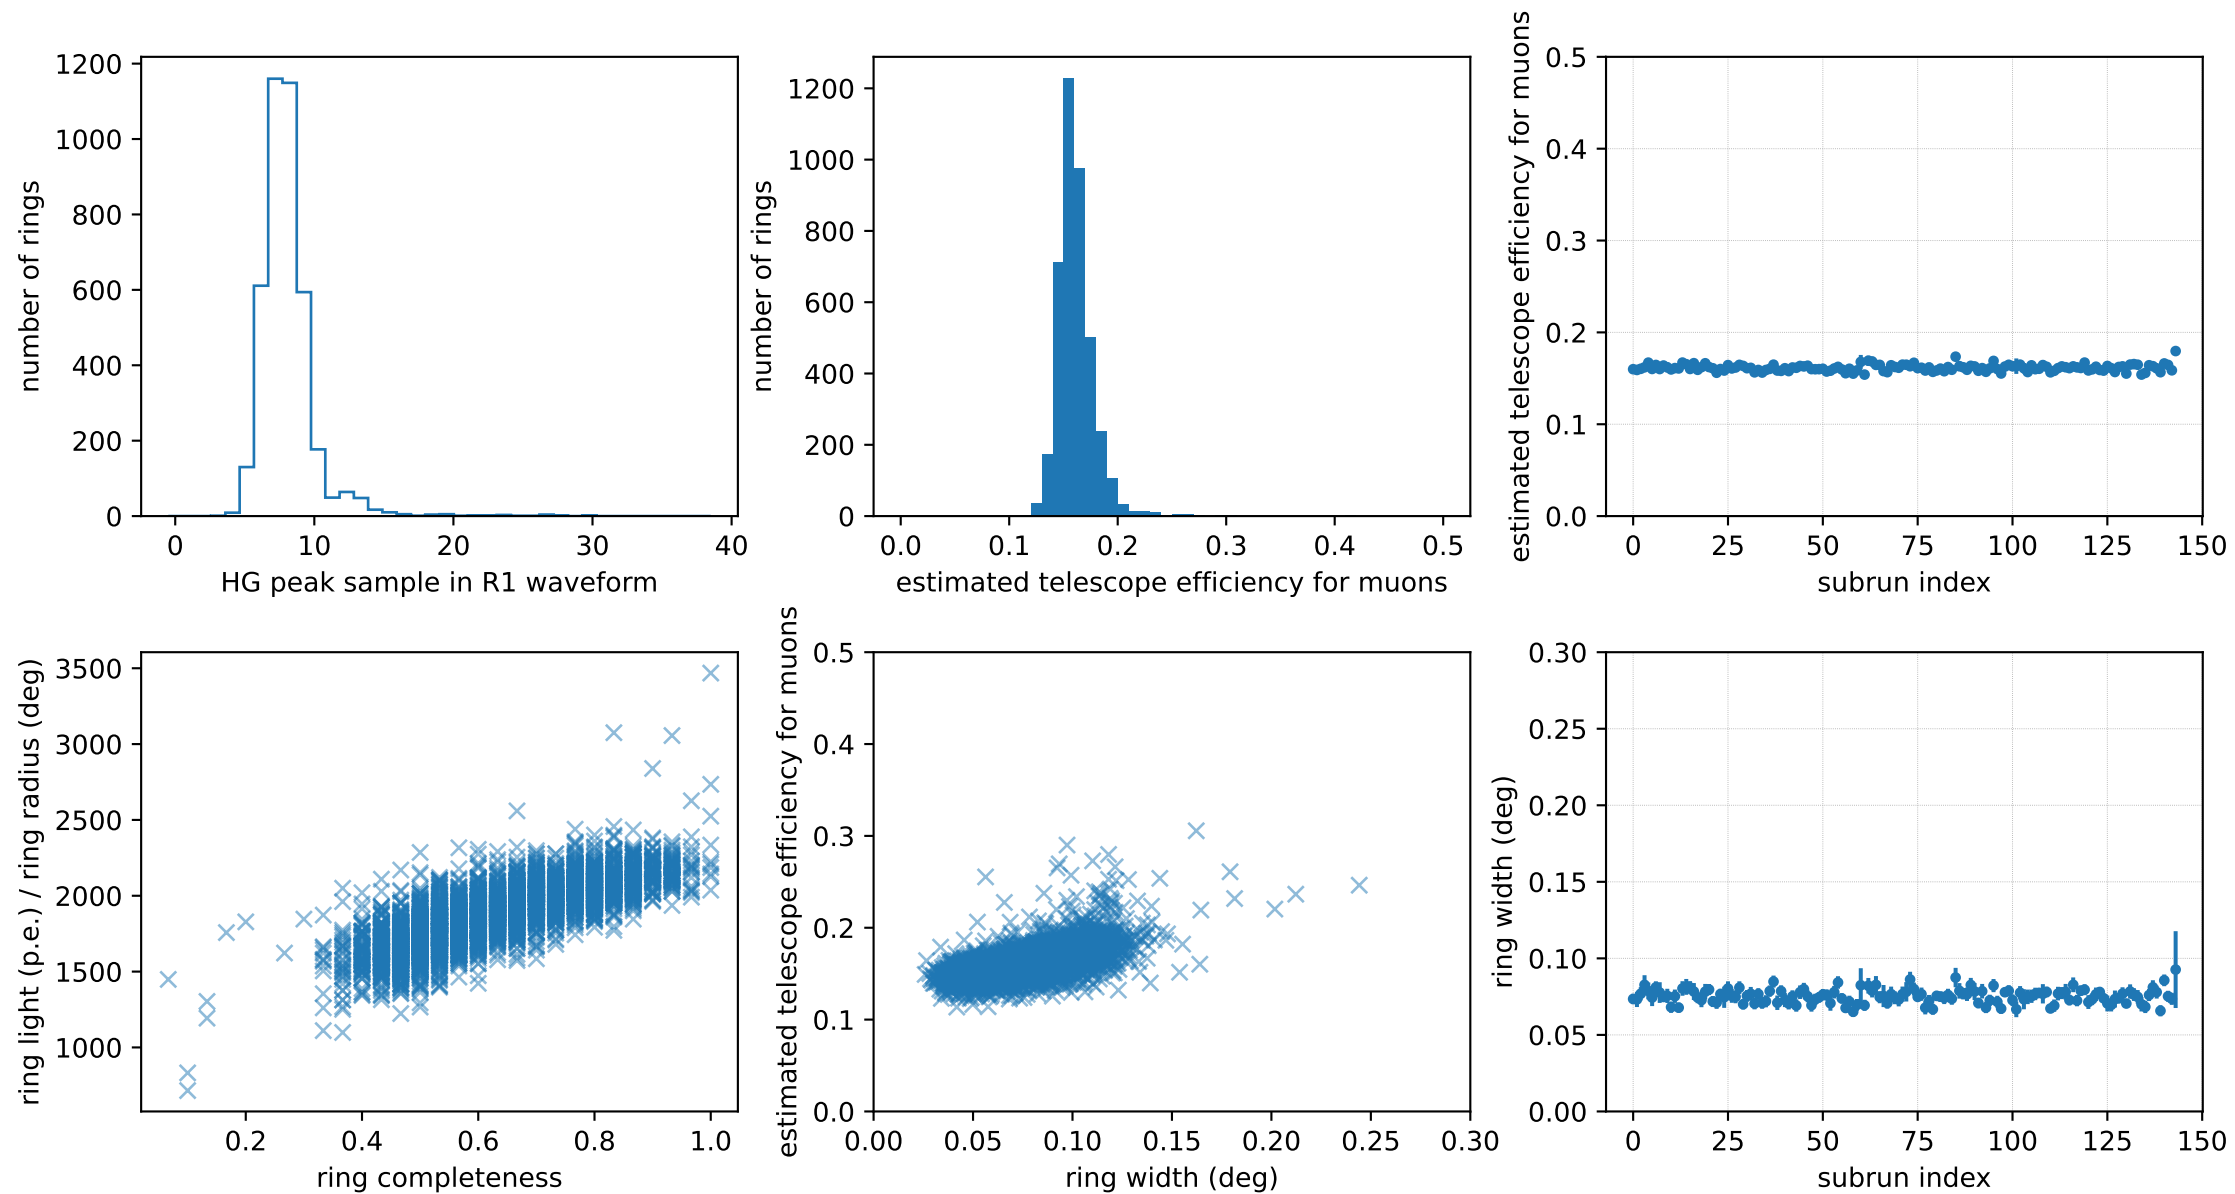 number of rings
1200
1000
800
600
400
200
0
0 10 20 30 40
HG peak sample in R1 waveform
number of rings
1200
1000
800
600
400
200
0
0.0 0.1 0.2 0.3 0.4 0.5
estimated telescope efficiency for muons
estimated telescope efficiency for muons
0.5
0.4
0.3
0.2
0.1
0.0
0 25 50 75 100 125 150
subrun index
ring light (p.e.) / ring radius (deg)
3500
3000
2500
2000
1500
1000
0.2 0.4 0.6 0.8 1.0
ring completeness
estimated telescope efficiency for muons
0.5
0.4
0.3
0.2
0.1
0.0
0.00 0.05 0.10 0.15 0.20 0.25 0.30
ring width (deg)
ring width (deg)
0.30
0.25
0.20
0.15
0.10
0.05
0.00
0 25 50 75 100 125 150
subrun index